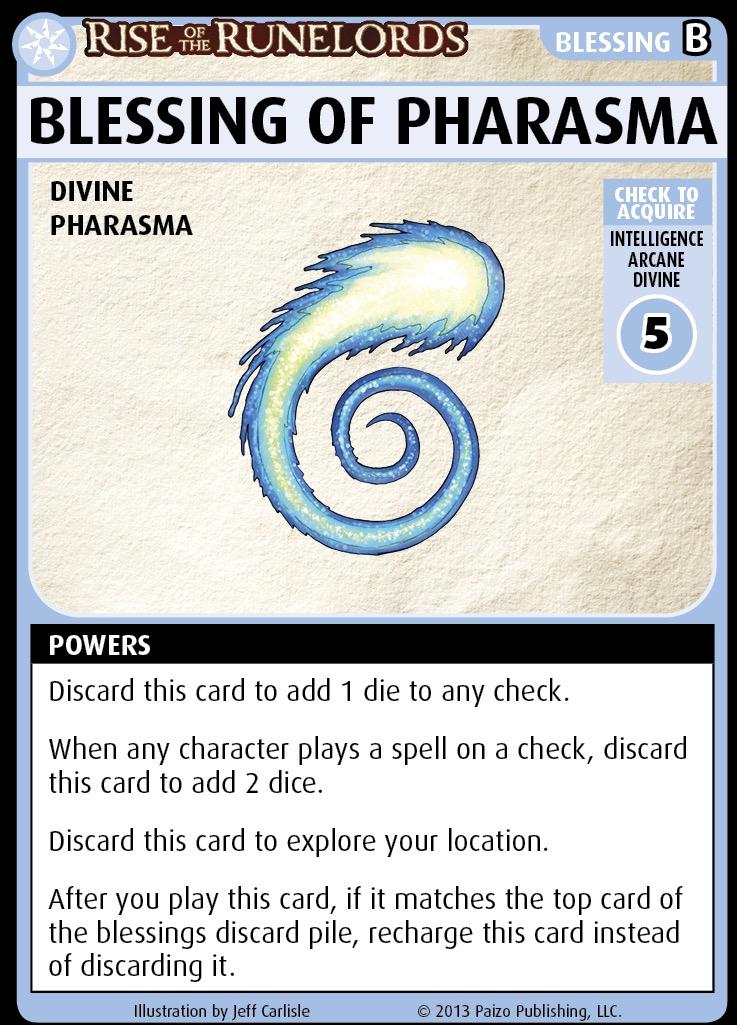 RISE OF THE RUNELORDS
BLESSING B
BLESSING OF PHARASMA
DIVINE
PHARASMA
CHECK TO
ACQUIRE
INTELLIGENCE
ARCANE
DIVINE
5
POWERS
Discard this card to add 1 die to any check.
When any character plays a spell on a check, discard
this card to add 2 dice.
Discard this card to explore your location.
After you play this card, if it matches the top card of
the blessings discard pile, recharge this card instead
of discarding it.
Illustration by Jeff Carlisle
© 2013 Paizo Publishing, LLC.